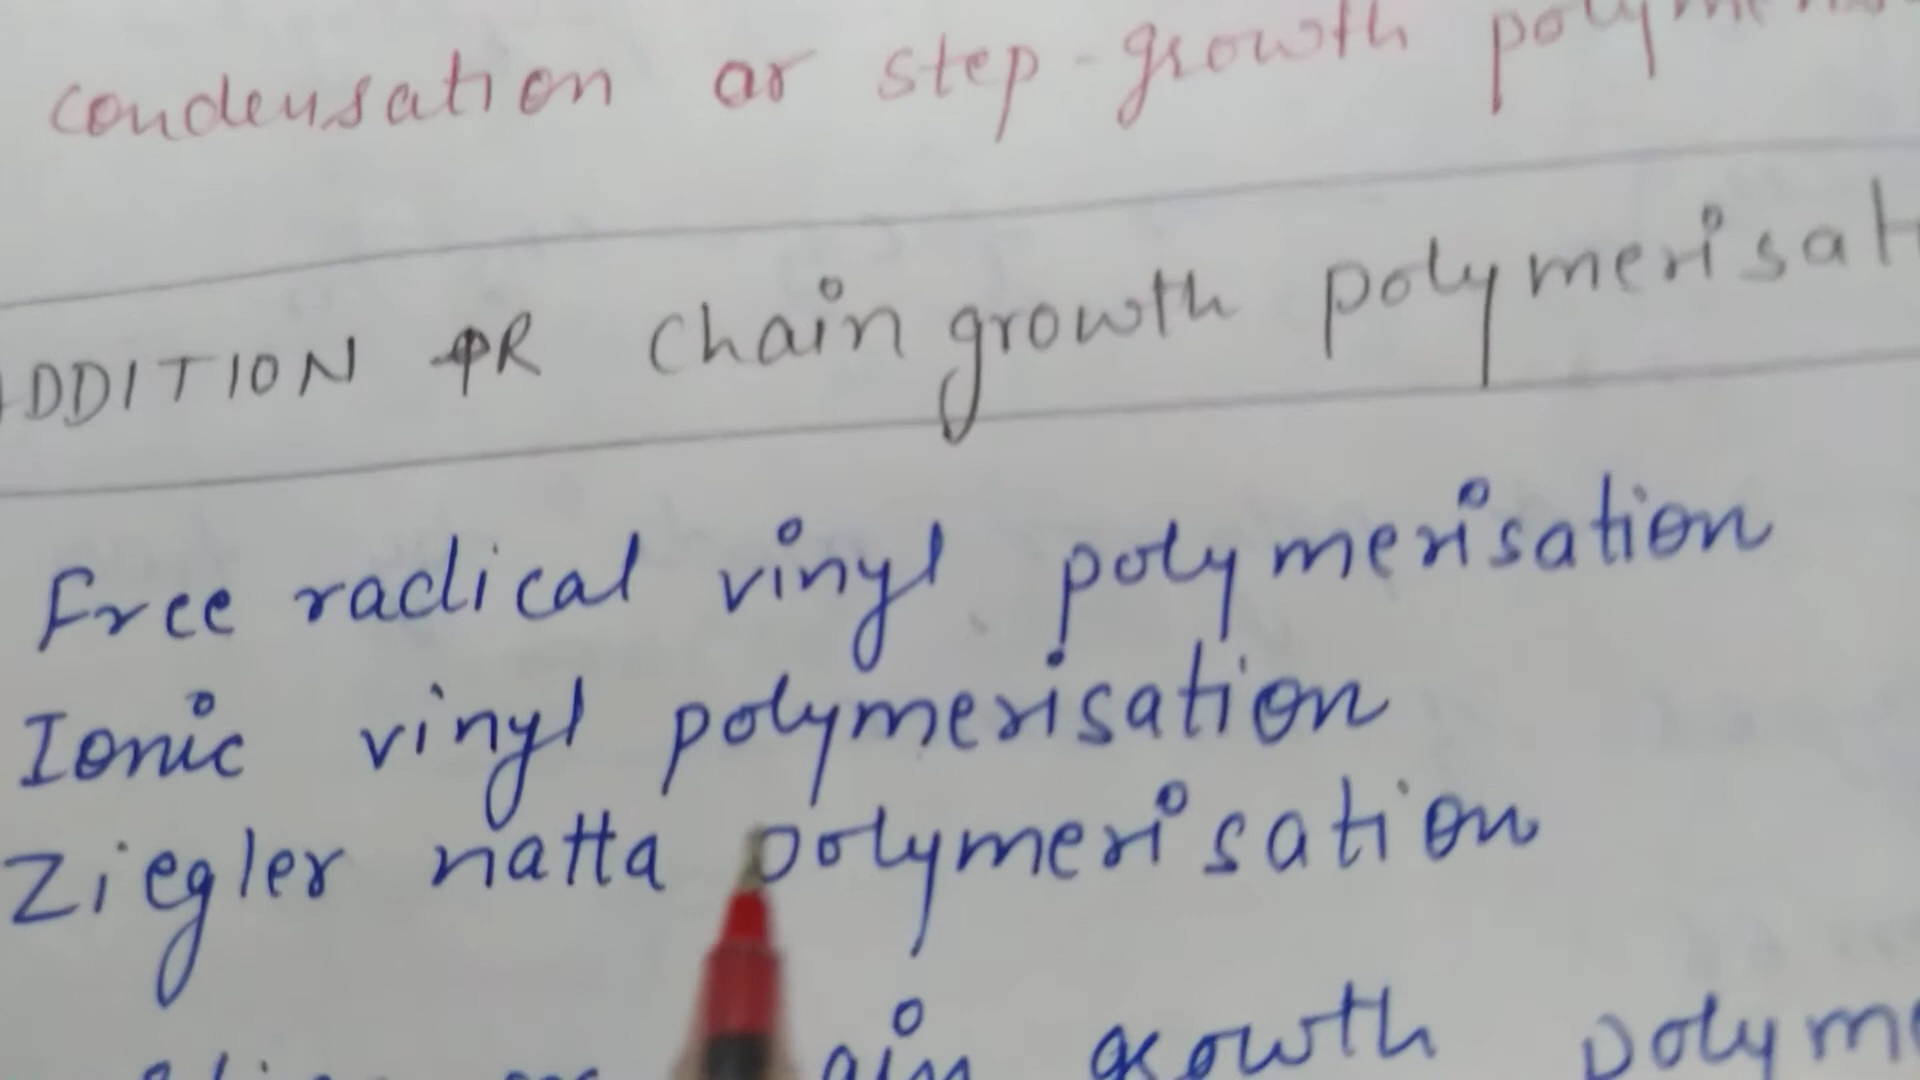 condensation or step-growth
ADDITION OR Chain growth
Free radical vinyl polymerisation
Ionic vinyl polymerisation
Ziegler natta polymerisation
growth